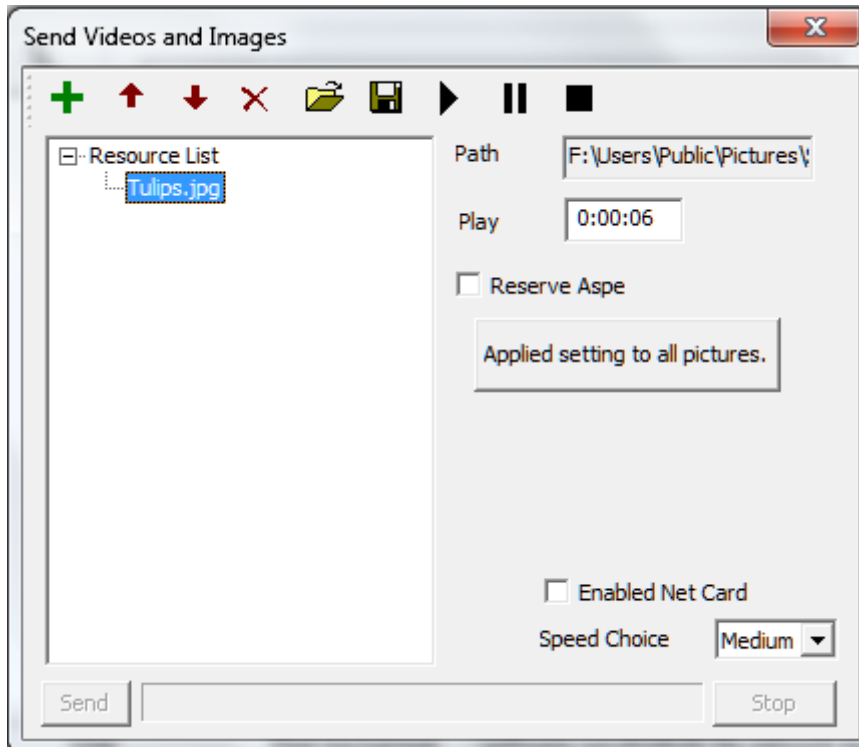 Send Videos and Images
Resource List
Tulips.jpg
Path
F:\Users\Public\Pictures\
Play
0:00:06
Reserve Aspe
Applied setting to all pictures.
Enabled Net Card
Speed Choice
Medium
Send
Stop